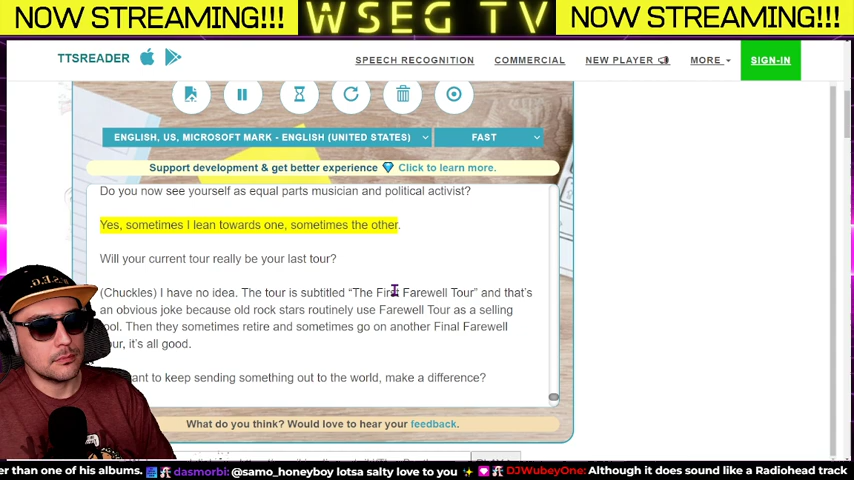 NOW STREAMING!!! WSEG TV NOW STREAMING!!!
TTSREADER SPEECH RECOGNITION COMMERCIAL NEW PLAYER MORE SIGN-IN
ENGLISH, US, MICROSOFT MARK - ENGLISH (UNITED STATES) FAST
Support development & get better experience 💎 Click to learn more.
Do you now see yourself as equal parts musician and political activist?
Yes, sometimes I lean towards one, sometimes the other.
Will your current tour really be your last tour?
(Chuckles) I have no idea. The tour is subtitled “The First Farewell Tour” and that’s
an obvious joke because old rock stars routinely use Farewell Tour as a selling
ool. Then they sometimes retire and sometimes go on another Final Farewell
ur, it’s all good.
ant to keep sending something out to the world, make a difference?
What do you think? Would love to hear your feedback.
W.S.E.G.
er than one of his albums. dasmorbi: @samo_honeyboy lotsa salty love to you ✨ DJWubeyOne: Although it does sound like a Radiohead track